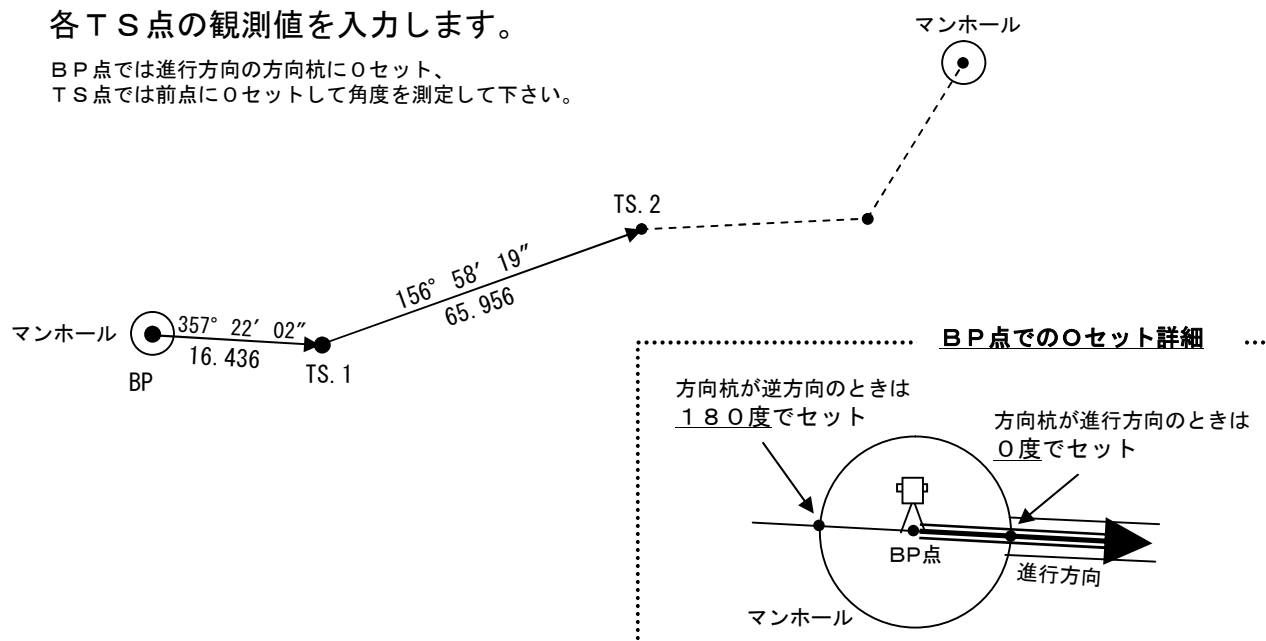 各ＴＳ点の観測値を入力します。
ＢＰ点では進行方向の方向杭に０セット、
ＴＳ点では前点に０セットして角度を測定して下さい。
マンホール
TS. 2
156° 58′ 19″
65.956
マンホール
357° 22′ 02″
16.436
BP
TS. 1
ＢＰ点での０セット詳細
方向杭が逆方向のときは
１８０度でセット
方向杭が進行方向のときは
０度でセット
BP点
進行方向
マンホール